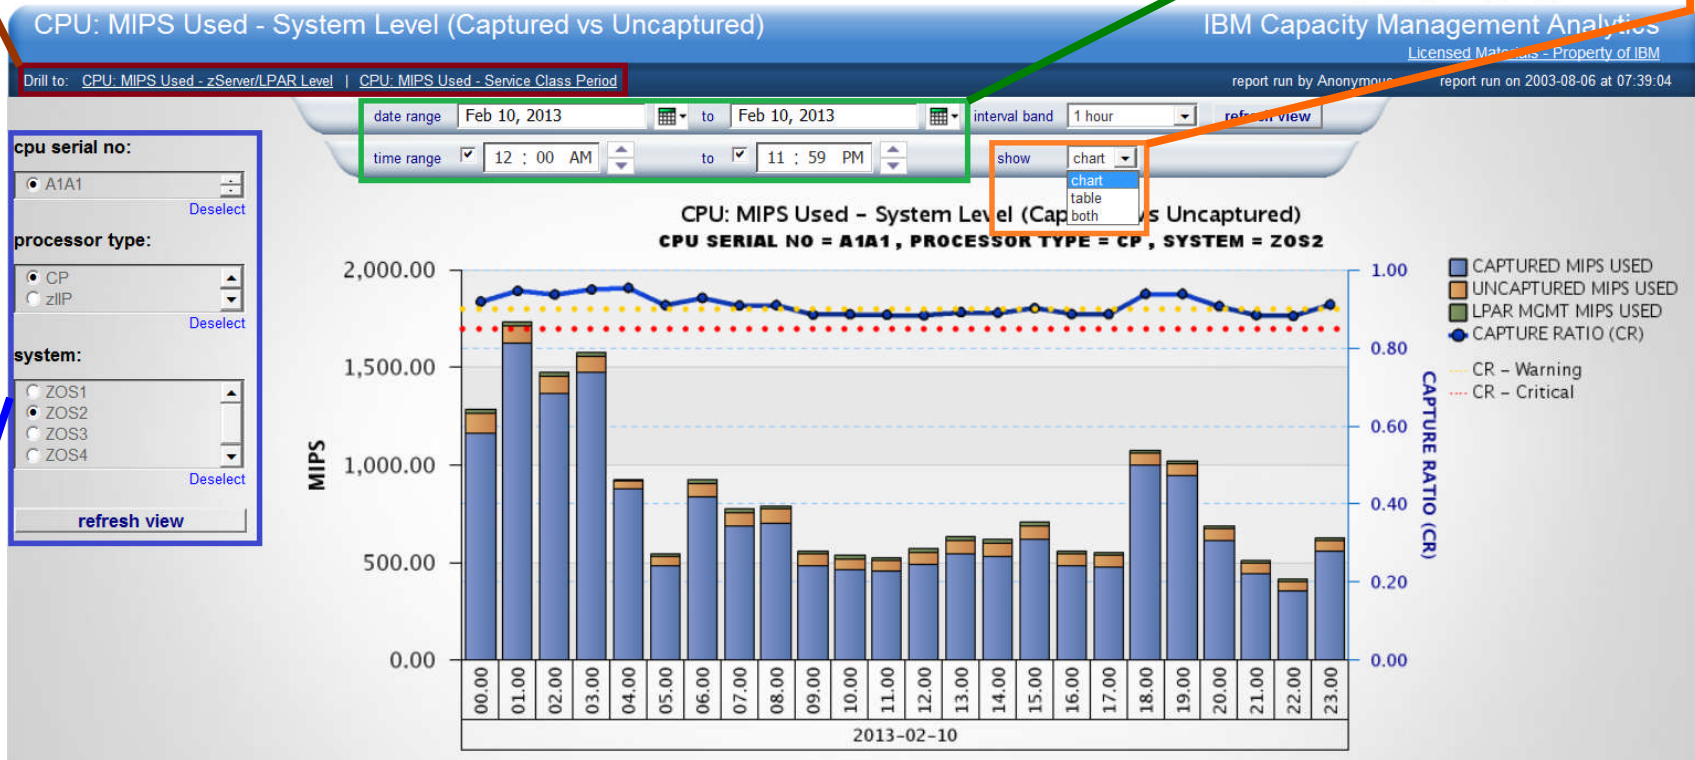 CPU: MIPS Used - System Level (Captured vs Uncaptured)
IBM Capacity Management Analytics
Licensed Materials - Property of IBM
Drill to: CPU: MIPS Used - zServer/LPAR Level | CPU: MIPS Used - Service Class Period
report run by Anonymous report run on 2003-08-06 at 07:39:04
date range Feb 10, 2013 to Feb 10, 2013 interval band 1 hour refresh view
time range 12 : 00 AM to 11 : 59 PM show chart
chart
table
both
cpu serial no:
A1A1
Deselect
processor type:
CP
zIIP
Deselect
system:
ZOS1
ZOS2
ZOS3
ZOS4
Deselect
refresh view
CPU: MIPS Used - System Level (Cap vs Uncaptured)
CPU SERIAL NO = A1A1 , PROCESSOR TYPE = CP , SYSTEM = ZOS2
MIPS
2,000.00
1,500.00
1,000.00
500.00
0.00
1.00
0.80
0.60
0.40
0.20
0.00
CAPTURE RATIO (CR)
CAPTURED MIPS USED
UNCAPTURED MIPS USED
LPAR MGMT MIPS USED
CAPTURE RATIO (CR)
CR - Warning
CR - Critical
00.00 01.00 02.00 03.00 04.00 05.00 06.00 07.00 08.00 09.00 10.00 11.00 12.00 13.00 14.00 15.00 16.00 17.00 18.00 19.00 20.00 21.00 22.00 23.00
2013-02-10